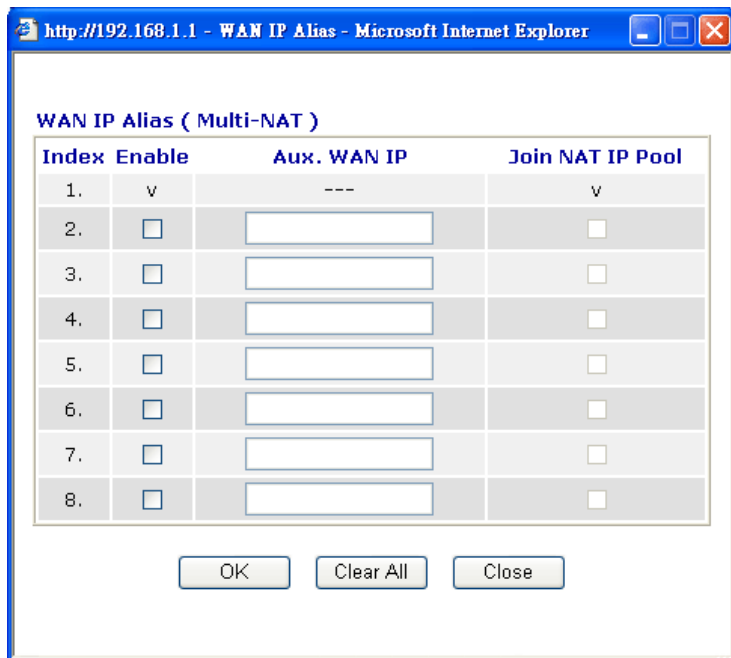 http://192.168.1.1 - WAN IP Alias - Microsoft Internet Explorer
WAN IP Alias ( Multi-NAT )
Index Enable Aux. WAN IP Join NAT IP Pool
1. v --- v
2.
3.
4.
5.
6.
7.
8.
OK Clear All Close